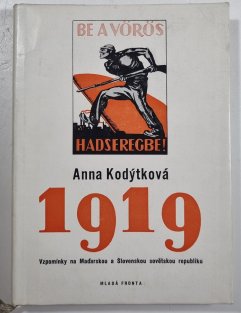 BE A VÖRÖS
HADSEREGBE!
Anna Kodýtková
1919
Vzpomínky na Maďarskou a Slovenskou sovětskou republiku
MLADÁ FRONTA